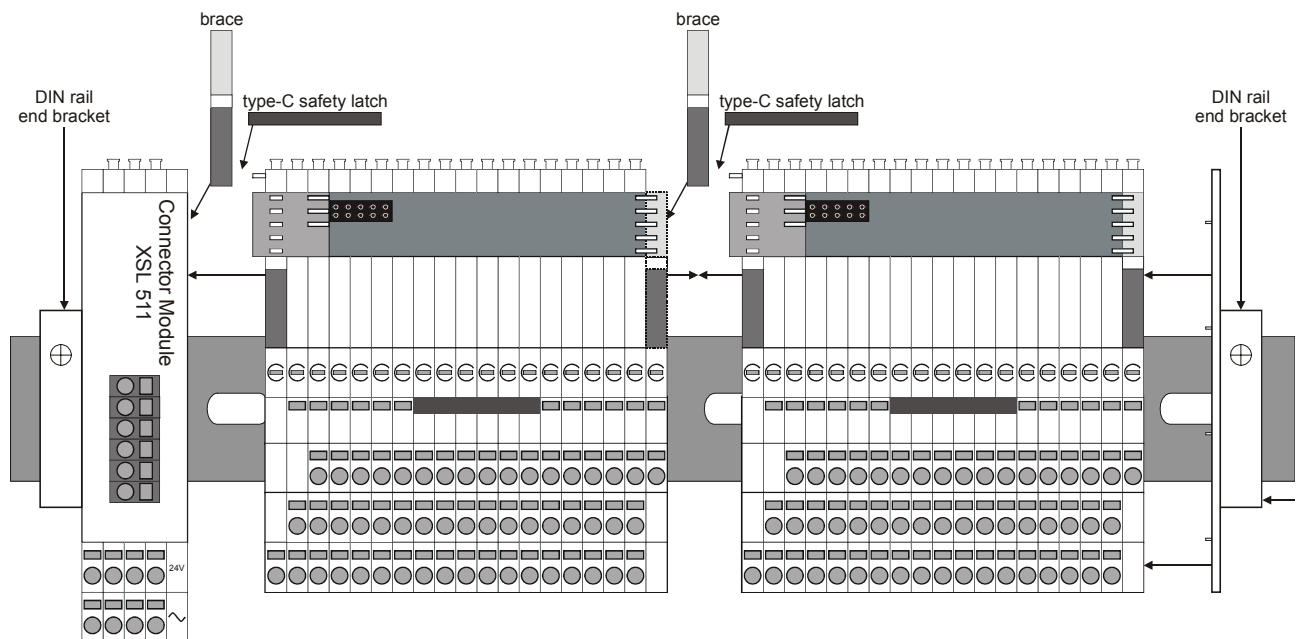 brace
brace
DIN rail
end bracket
type-C safety latch
type-C safety latch
DIN rail
end bracket
Connector Module
XSL 511
24V